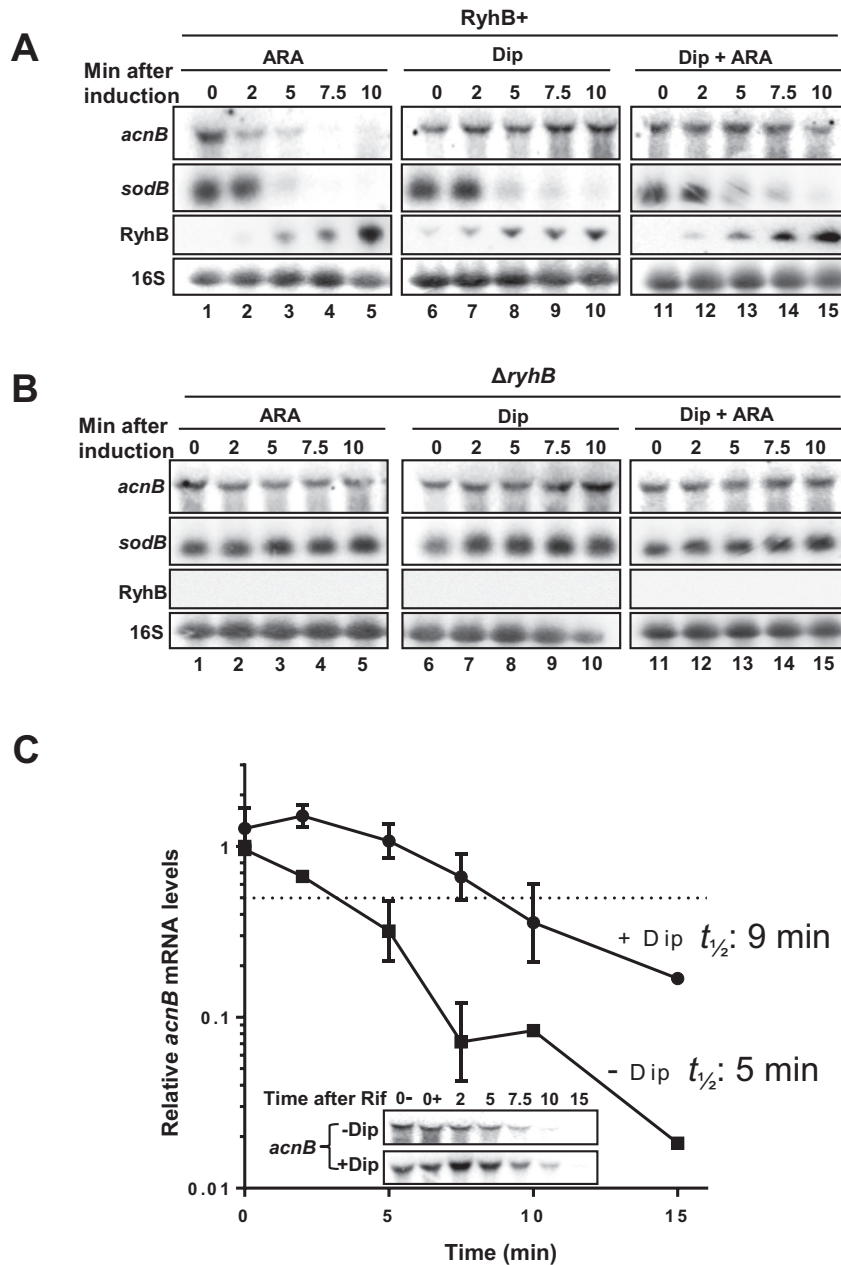 A
RyhB+
ARA Dip Dip + ARA
Min after
induction
0 2 5 7.5 10 0 2 5 7.5 10 0 2 5 7.5 10
acnB
sodB
RyhB
16S
1 2 3 4 5 6 7 8 9 10 11 12 13 14 15
B
ΔryhB
ARA Dip Dip + ARA
Min after
induction
0 2 5 7.5 10 0 2 5 7.5 10 0 2 5 7.5 10
acnB
sodB
RyhB
16S
1 2 3 4 5 6 7 8 9 10 11 12 13 14 15
C
Relative acnB mRNA levels
1
0.1
0.01
+ Dip t½: 9 min
- Dip t½: 5 min
Time after Rif 0- 0+ 2 5 7.5 10 15
acnB
-Dip
+Dip
0 5 10 15
Time (min)